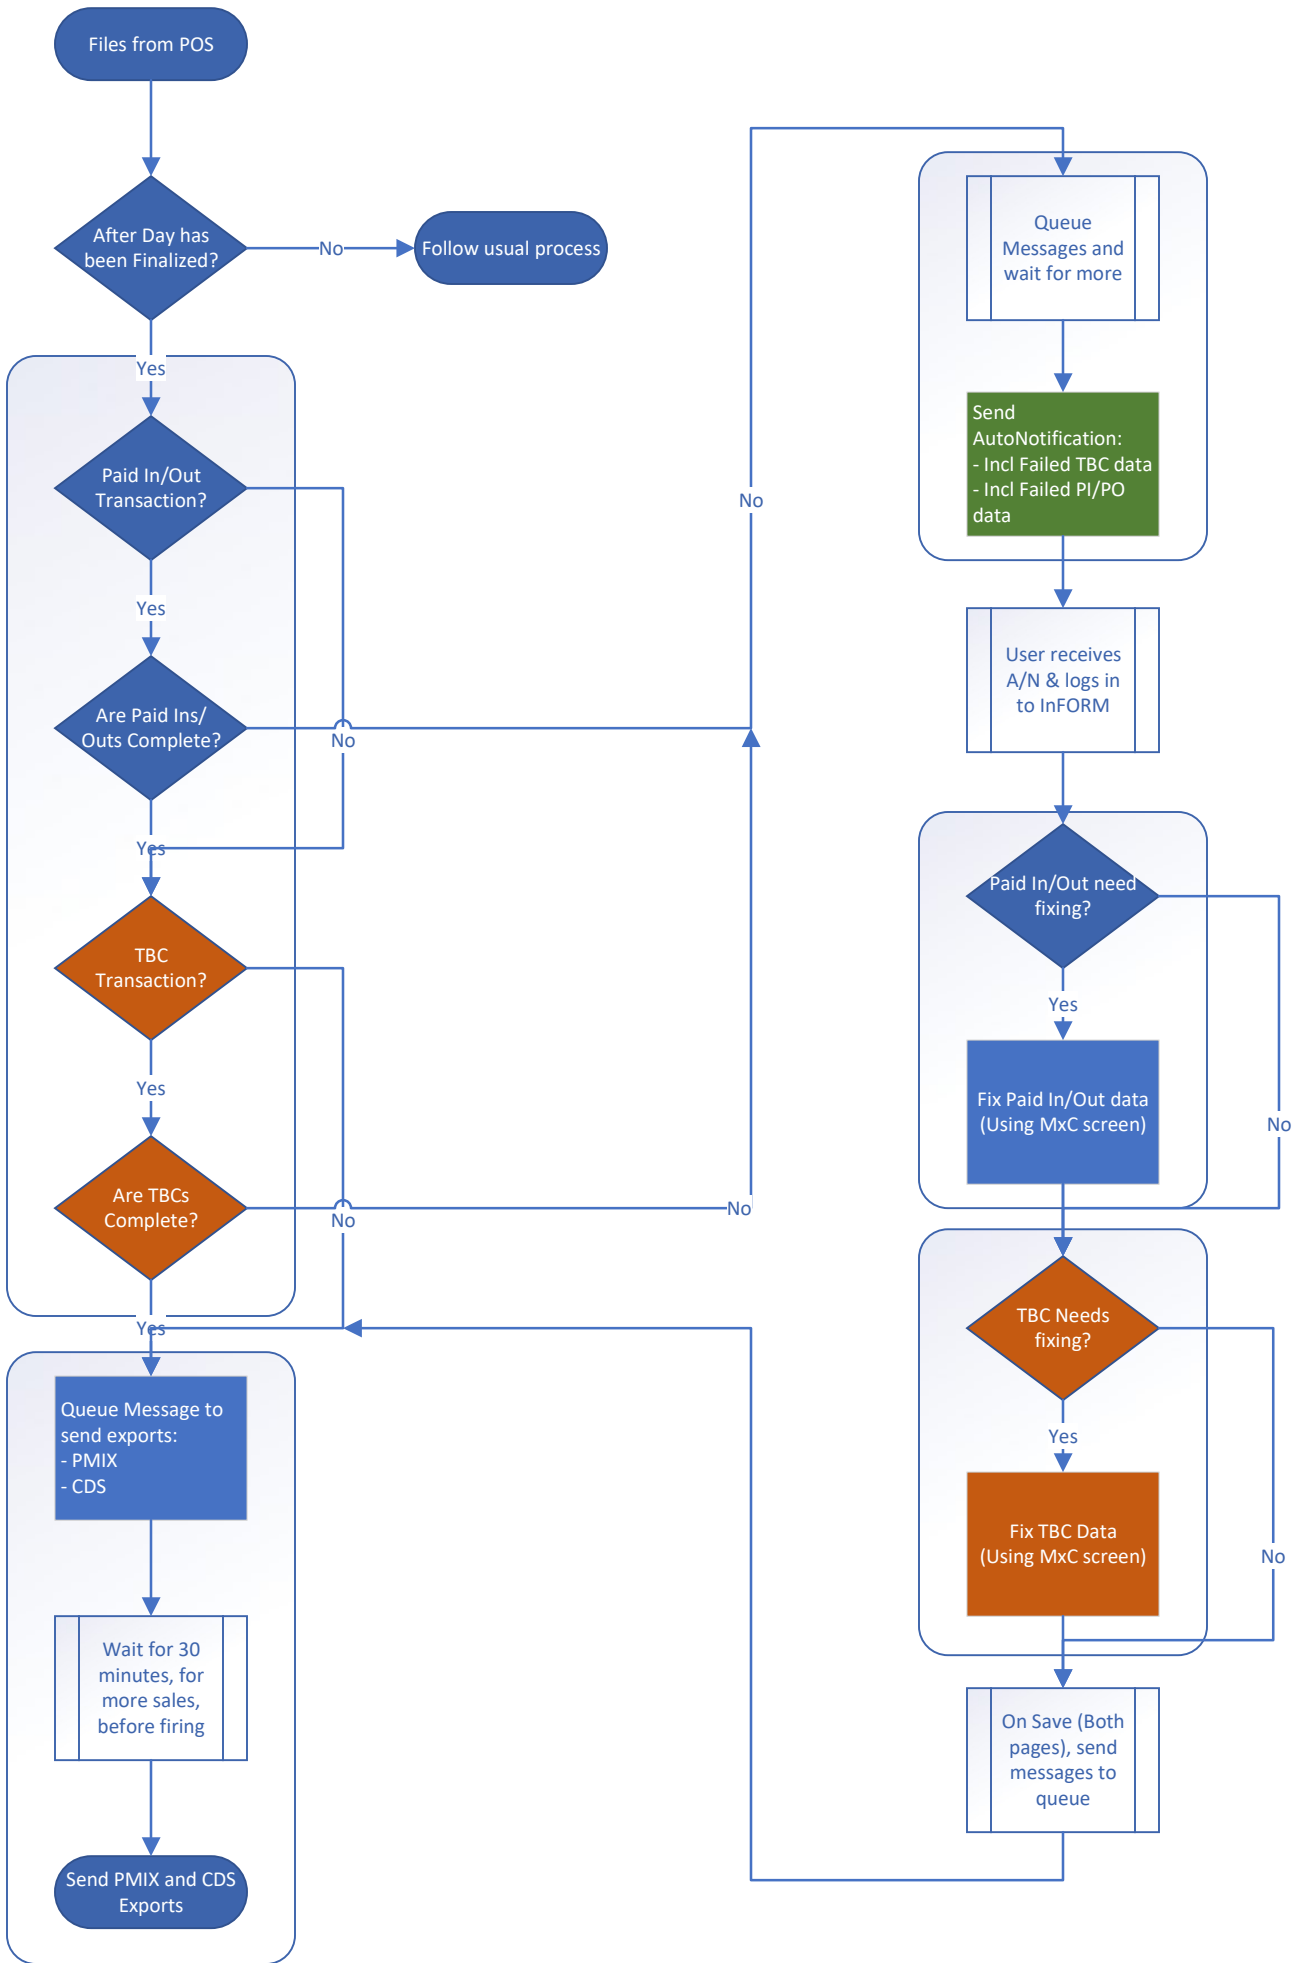 Files from POS
After Day has
been Finalized?
No
Follow usual process
Yes
Paid In/Out
Transaction?
Yes
Are Paid Ins/
Outs Complete?
No
Yes
TBC
Transaction?
Yes
Are TBCs
Complete?
No
No
Yes
Queue Message to
send exports:
- PMIX
- CDS
Wait for 30
minutes, for
more sales,
before firing
Send PMIX and CDS
Exports
No
Queue
Messages and
wait for more
Send
AutoNotification:
- Incl Failed TBC data
- Incl Failed PI/PO
data
User receives
A/N & logs in
to InFORM
Paid In/Out need
fixing?
Yes
Fix Paid In/Out data
(Using MxC screen)
No
TBC Needs
fixing?
Yes
Fix TBC Data
(Using MxC screen)
No
On Save (Both
pages), send
messages to
queue